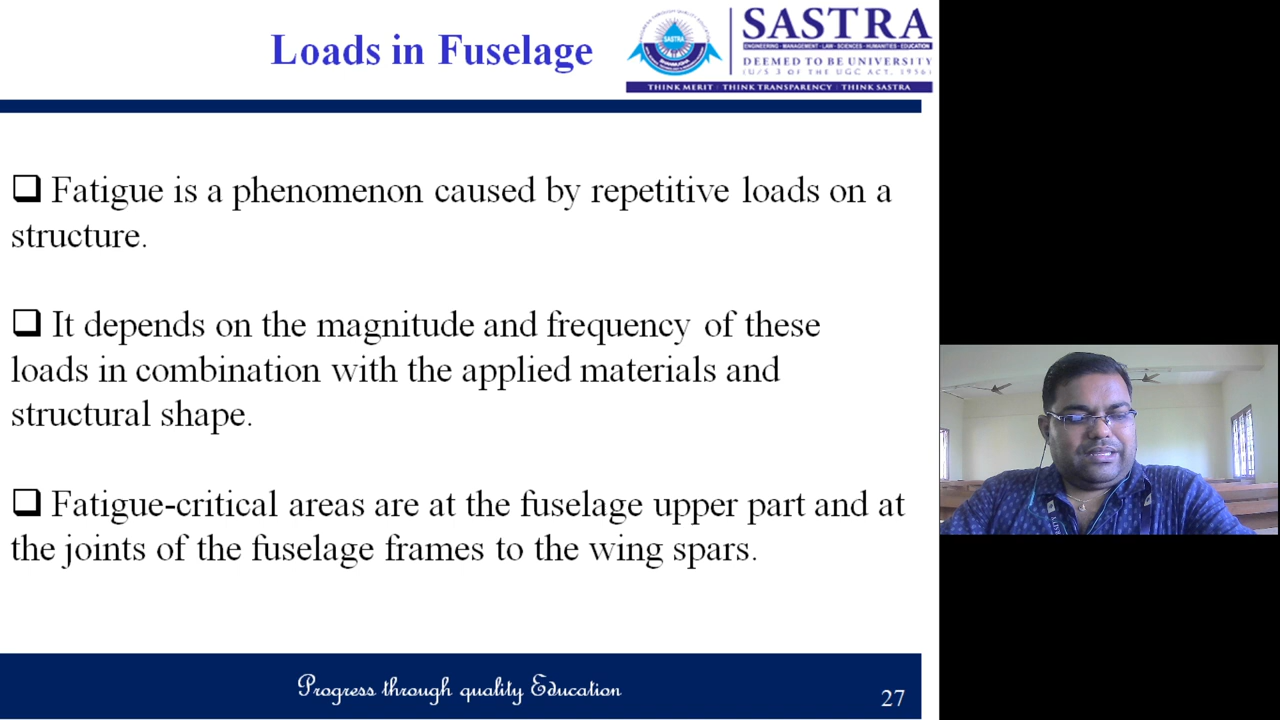 Loads in Fuselage
SASTRA
SASTRA
ENGINEERING · MANAGEMENT · LAW · SCIENCES · HUMANITIES · EDUCATION
DEEMED TO BE UNIVERSITY
(U/S 3 OF THE UGC ACT, 1956)
THINK MERIT | THINK TRANSPARENCY | THINK SASTRA
❑ Fatigue is a phenomenon caused by repetitive loads on a
structure.
❑ It depends on the magnitude and frequency of these
loads in combination with the applied materials and
structural shape.
❑ Fatigue-critical areas are at the fuselage upper part and at
the joints of the fuselage frames to the wing spars.
Progress through quality Education
27